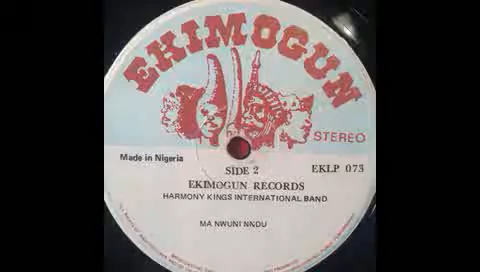 EKIMOGUN
STEREO
Made in Nigeria
SIDE 2
EKLP 073
EKIMOGUN RECORDS
HARMONY KINGS INTERNATIONAL BAND
MA NWUNI NNDU